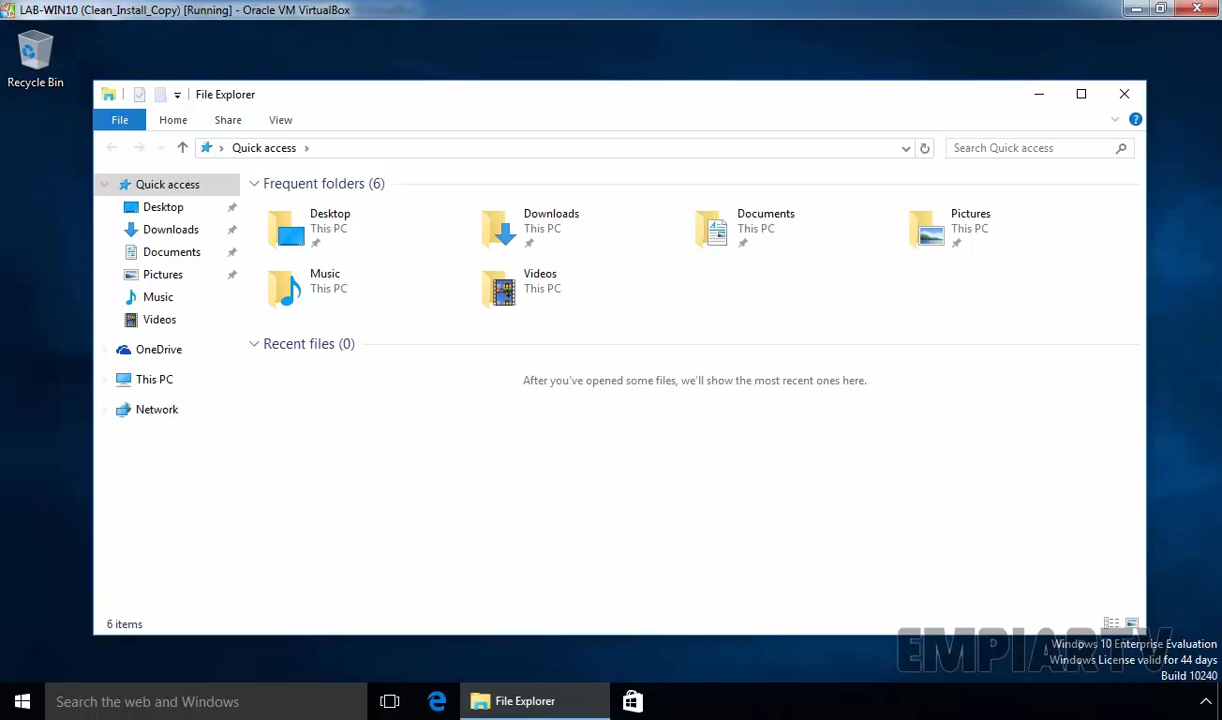 LAB-WIN10 (Clean_Install_Copy) [Running] - Oracle VM VirtualBox
Recycle Bin
File Explorer
File Home Share View
Quick access
Search Quick access
Quick access
Desktop
Downloads
Documents
Pictures
Music
Videos
OneDrive
This PC
Network
Frequent folders (6)
Desktop
This PC
Downloads
This PC
Documents
This PC
Pictures
This PC
Music
This PC
Videos
This PC
Recent files (0)
After you've opened some files, we'll show the most recent ones here.
6 items
EMPIARTV
Windows 10 Enterprise Evaluation
Windows License valid for 44 days
Build 10240
Search the web and Windows
File Explorer